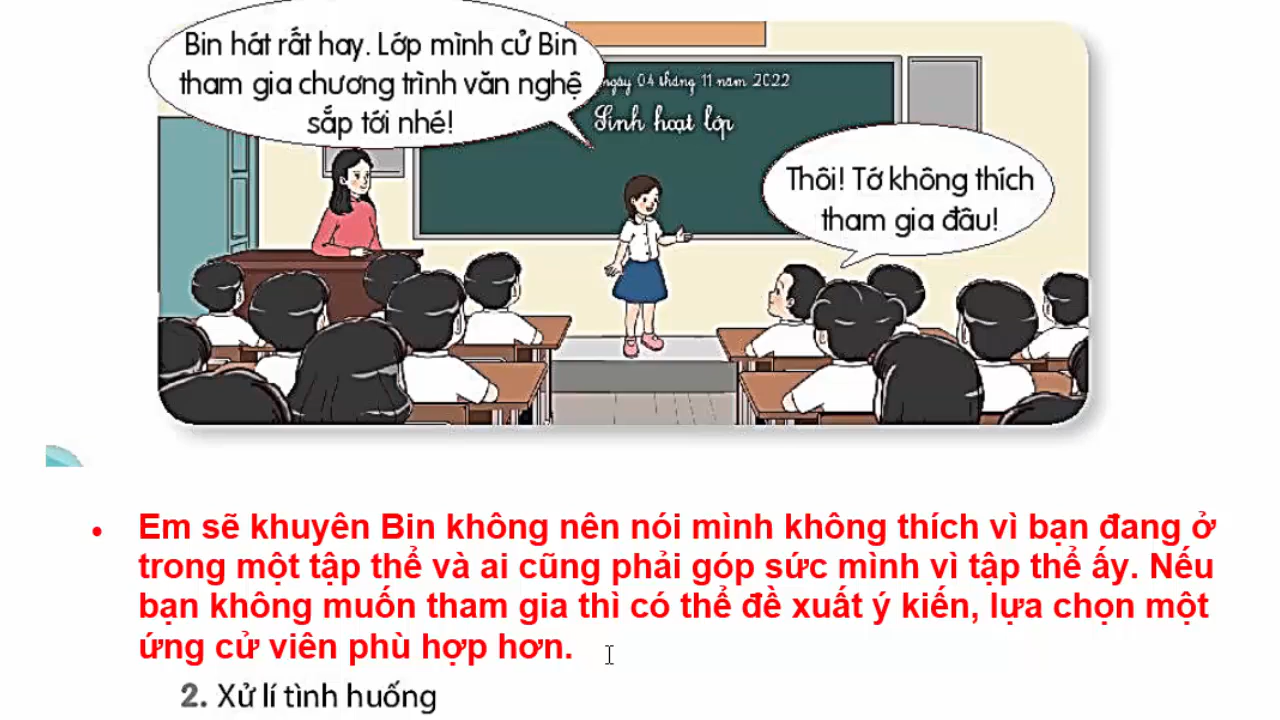 Bin hát rất hay. Lớp mình cử Bin
tham gia chương trình văn nghệ
sắp tới nhé!
ngày 04 tháng 11 năm 2022
Sinh hoạt lớp
Thôi! Tớ không thích
tham gia đâu!
• Em sẽ khuyên Bin không nên nói mình không thích vì bạn đang ở
trong một tập thể và ai cũng phải góp sức mình vì tập thể ấy. Nếu
bạn không muốn tham gia thì có thể đề xuất ý kiến, lựa chọn một
ứng cử viên phù hợp hơn.
2. Xử lí tình huống